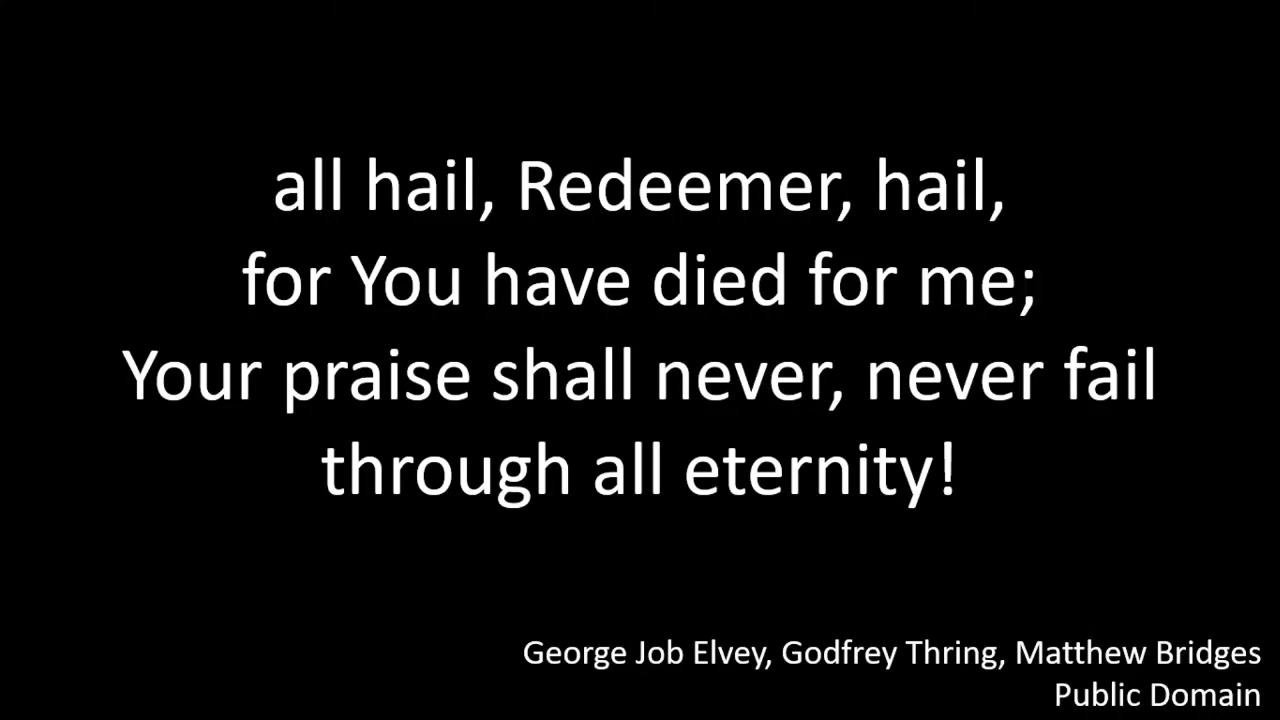 all hail, Redeemer, hail,
for You have died for me;
Your praise shall never, never fail
through all eternity!
George Job Elvey, Godfrey Thring, Matthew Bridges
Public Domain